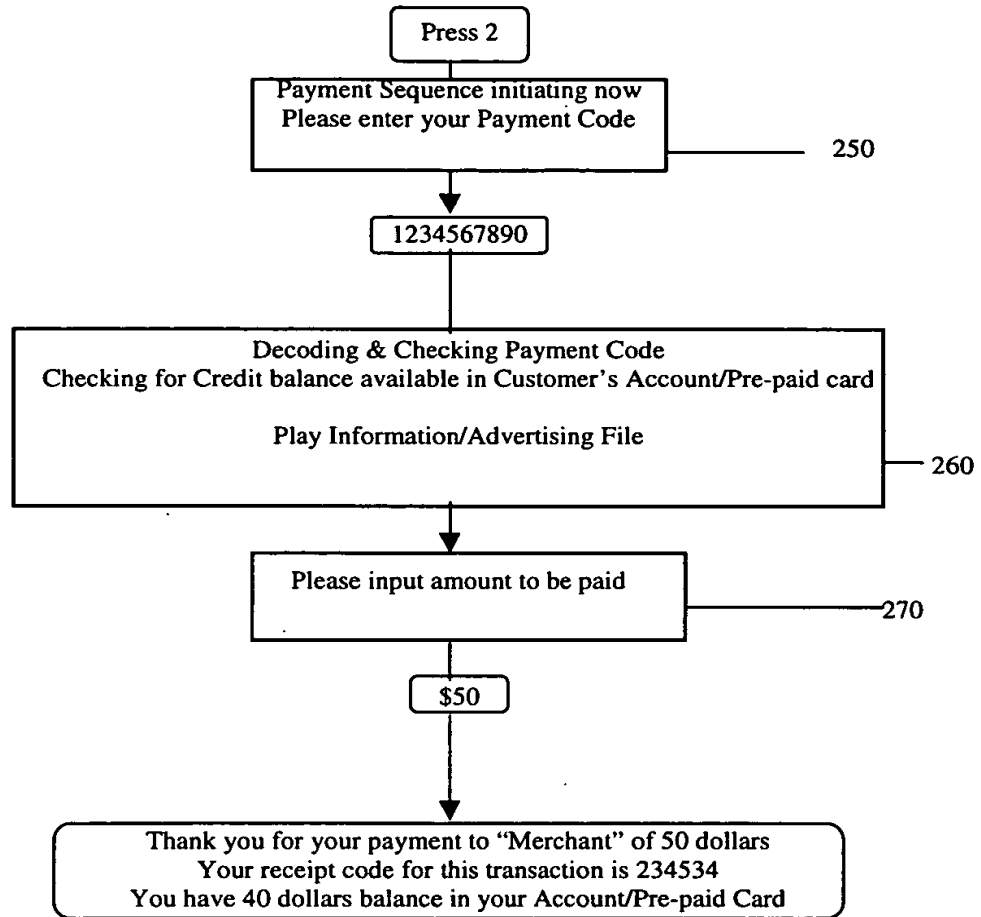 Press 2
Payment Sequence initiating now
Please enter your Payment Code
250
1234567890
Decoding & Checking Payment Code
Checking for Credit balance available in Customer's Account/Pre-paid card
Play Information/Advertising File
260
Please input amount to be paid
270
$50
Thank you for your payment to “Merchant” of 50 dollars
Your receipt code for this transaction is 234534
You have 40 dollars balance in your Account/Pre-paid Card